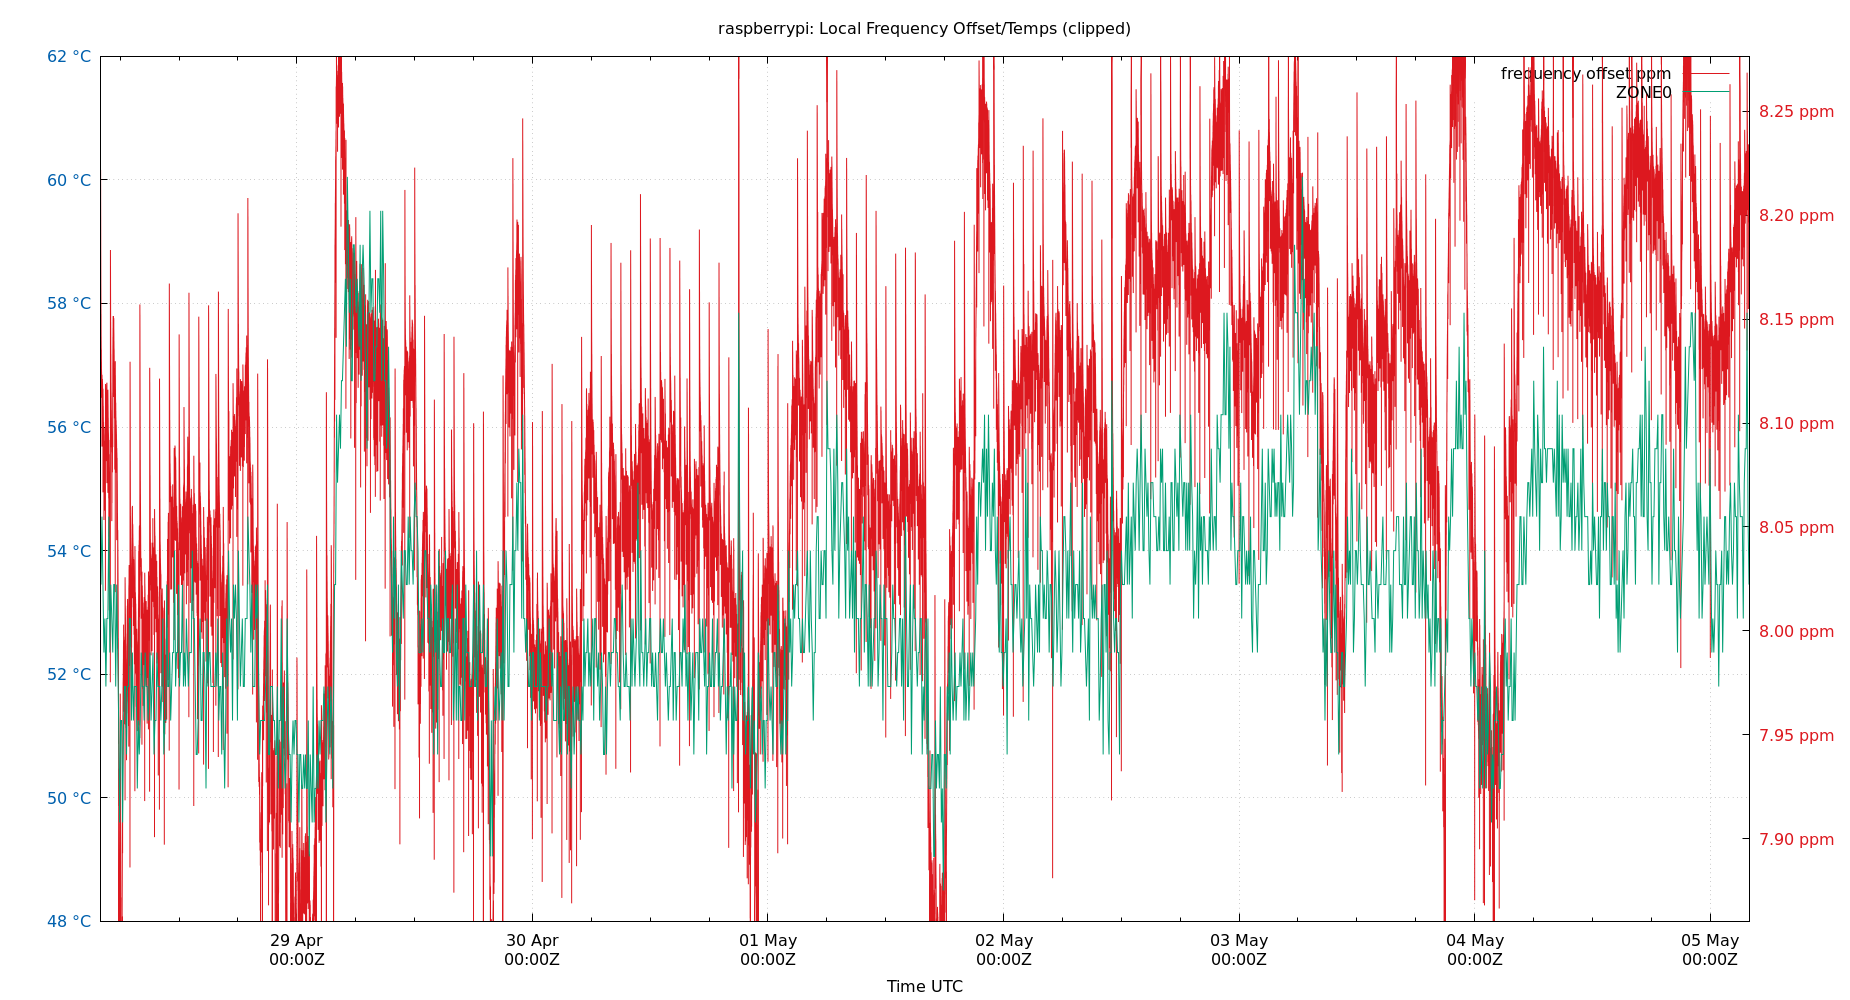 raspberrypi: Local Frequency Offset/Temps (clipped)
62 °C
60 °C
58 °C
56 °C
54 °C
52 °C
50 °C
48 °C
frequency offset ppm
ZONE0
8.25 ppm
8.20 ppm
8.15 ppm
8.10 ppm
8.05 ppm
8.00 ppm
7.95 ppm
7.90 ppm
29 Apr
00:00Z
30 Apr
00:00Z
01 May
00:00Z
02 May
00:00Z
03 May
00:00Z
04 May
00:00Z
05 May
00:00Z
Time UTC